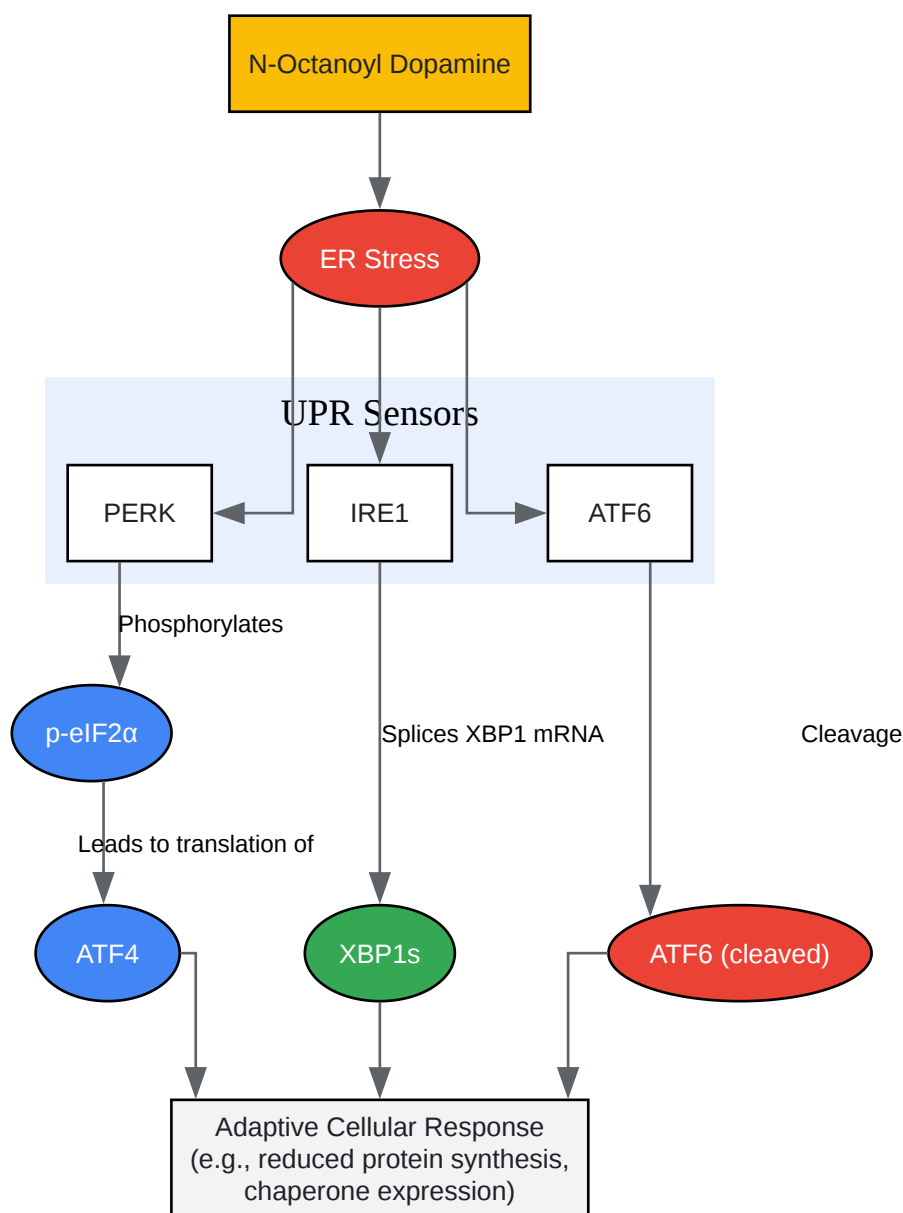 N-Octanoyl Dopamine
ER Stress
UPR Sensors
PERK
IRE1
ATF6
Phosphorylates
p-eIF2α
Splices XBP1 mRNA
Cleavage
Leads to translation of
ATF4
XBP1s
ATF6 (cleaved)
Adaptive Cellular Response
(e.g., reduced protein synthesis,
chaperone expression)